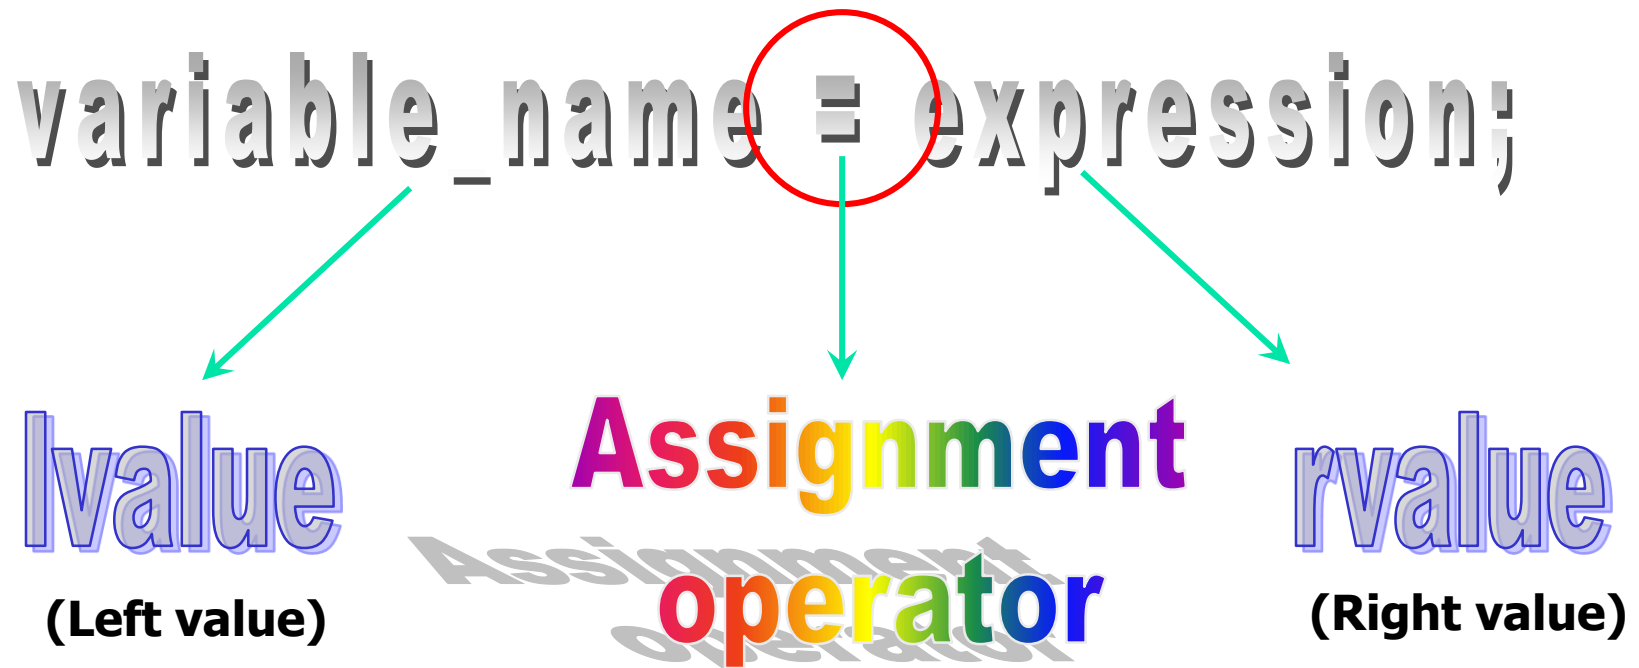 variable_name = expression;
lvalue
Assignment
operator
rvalue
(Left value)
(Right value)